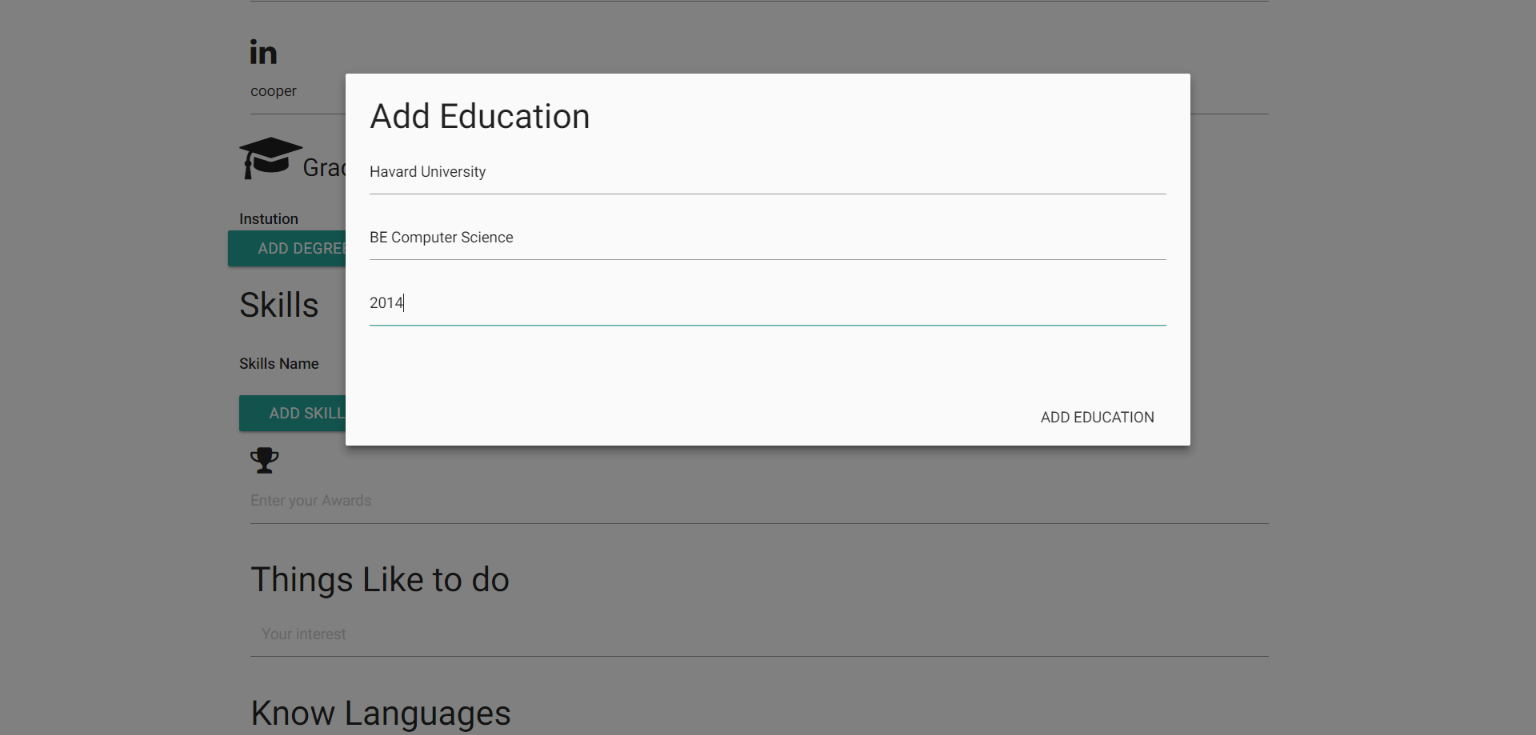 in
cooper
Add Education
Havard University
Grad
Instution
BE Computer Science
ADD DEGREE
2014
Skills
Skills Name
ADD SKILL
ADD EDUCATION
Enter your Awards
Things Like to do
Your interest
Know Languages